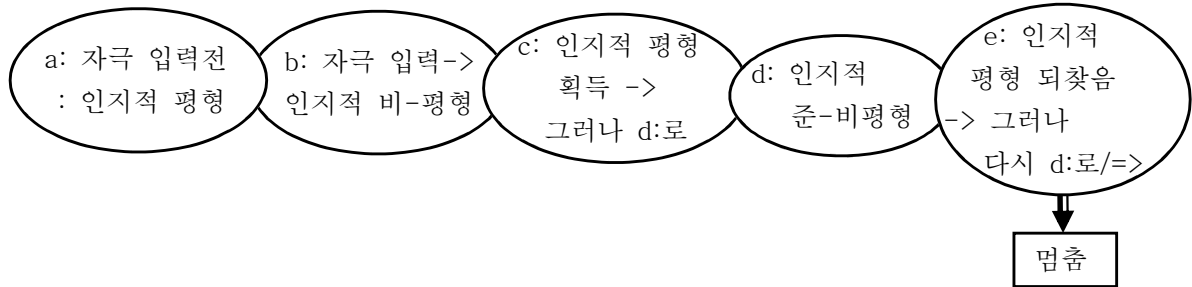 a: 자극 입력전
: 인지적 평형
b: 자극 입력->
인지적 비-평형
c: 인지적 평형
획득 ->
그러나 d:로
d: 인지적
준-비평형
e: 인지적
평형 되찾음
-> 그러나
다시 d:로/=>
멈춤